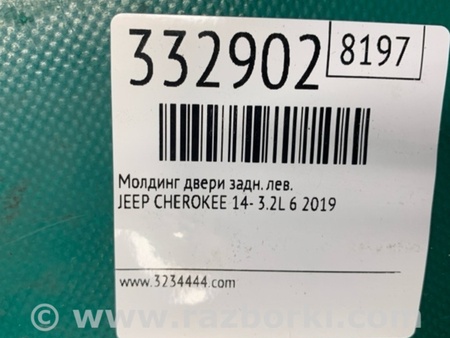 332902 8197
Молдинг двери задн. лев.
JEEP CHEROKEE 14- 3.2L 6 2019
www.3234444.com
© www.razborki.com